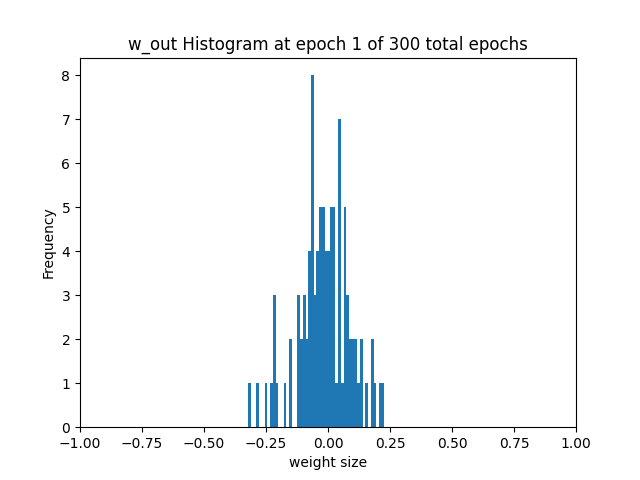 w_out Histogram at epoch 1 of 300 total epochs
Frequency
8
7
6
5
4
3
2
1
0
−1.00 −0.75 −0.50 −0.25 0.00 0.25 0.50 0.75 1.00
weight size